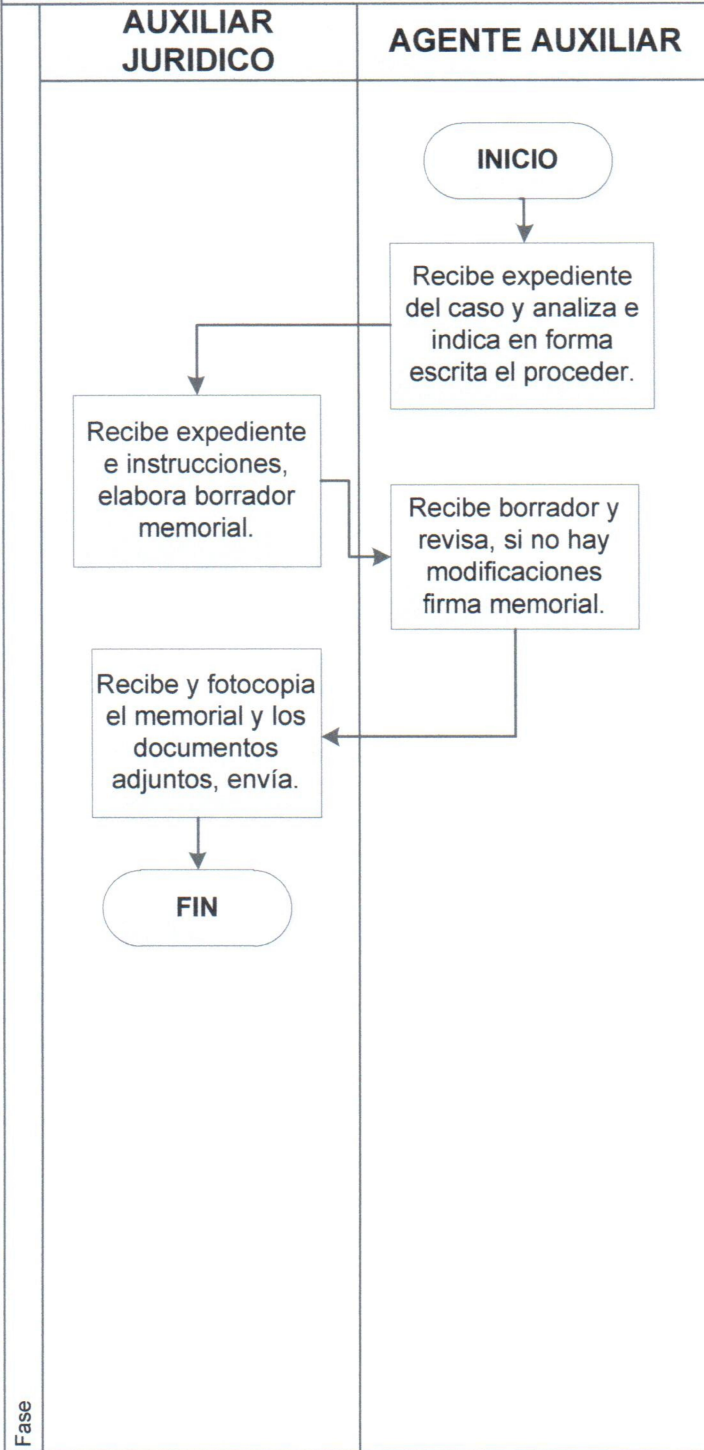 AUXILIAR
JURIDICO
AGENTE AUXILIAR
INICIO
Recibe expediente
del caso y analiza e
indica en forma
escrita el proceder.
Recibe expediente
e instrucciones,
elabora borrador
memorial.
Recibe borrador y
revisa, si no hay
modificaciones
firma memorial.
Recibe y fotocopia
el memorial y los
documentos
adjuntos, envía.
FIN
Fase